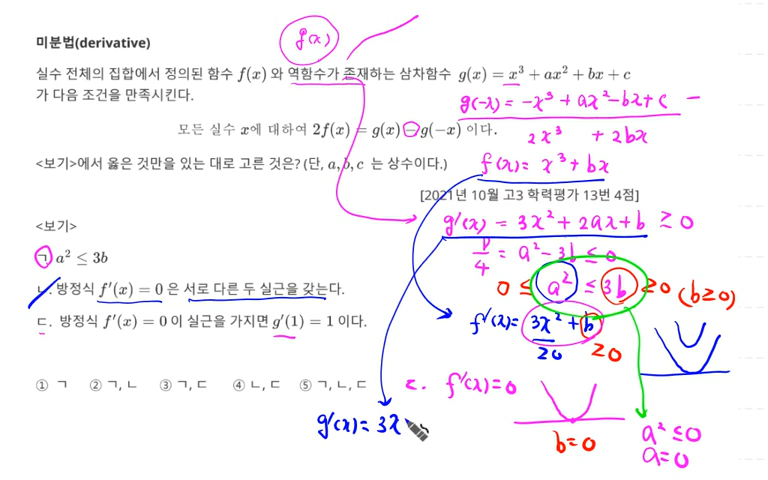 미분법(derivative)
f(x)
실수 전체의 집합에서 정의된 함수 f(x) 와 역함수가 존재하는 삼차함수 g(x) = x³ + ax² + bx + c
가 다음 조건을 만족시킨다.
g(-x) = -x³ + ax² - bx + c −
모든 실수 x에 대하여 2f(x) = g(x) − g(−x) 이다.
2x³ + 2bx
<보기>에서 옳은 것만을 있는 대로 고른 것은? (단, a, b, c 는 상수이다.)
f(x) = x³ + bx
[2021년 10월 고3 학력평가 13번 4점]
g'(x) = 3x² + 2ax + b ≥ 0
<보기>
D/4 = a² - 3b ≤ 0
ㄱ a² ≤ 3b
0 ≤ a² ≤ 3b ≥ 0 (b ≥ 0)
ㄴ. 방정식 f′(x) = 0 은 서로 다른 두 실근을 갖는다.
f'(x) = 3x² + b
≥0 ≥0
ㄷ. 방정식 f′(x) = 0 이 실근을 가지면 g′(1) = 1 이다.
① ㄱ ② ㄱ, ㄴ ③ ㄱ, ㄷ ④ ㄴ, ㄷ ⑤ ㄱ, ㄴ, ㄷ
ㄷ. f'(x) = 0
b = 0
a² ≤ 0
a = 0
g'(x) = 3x